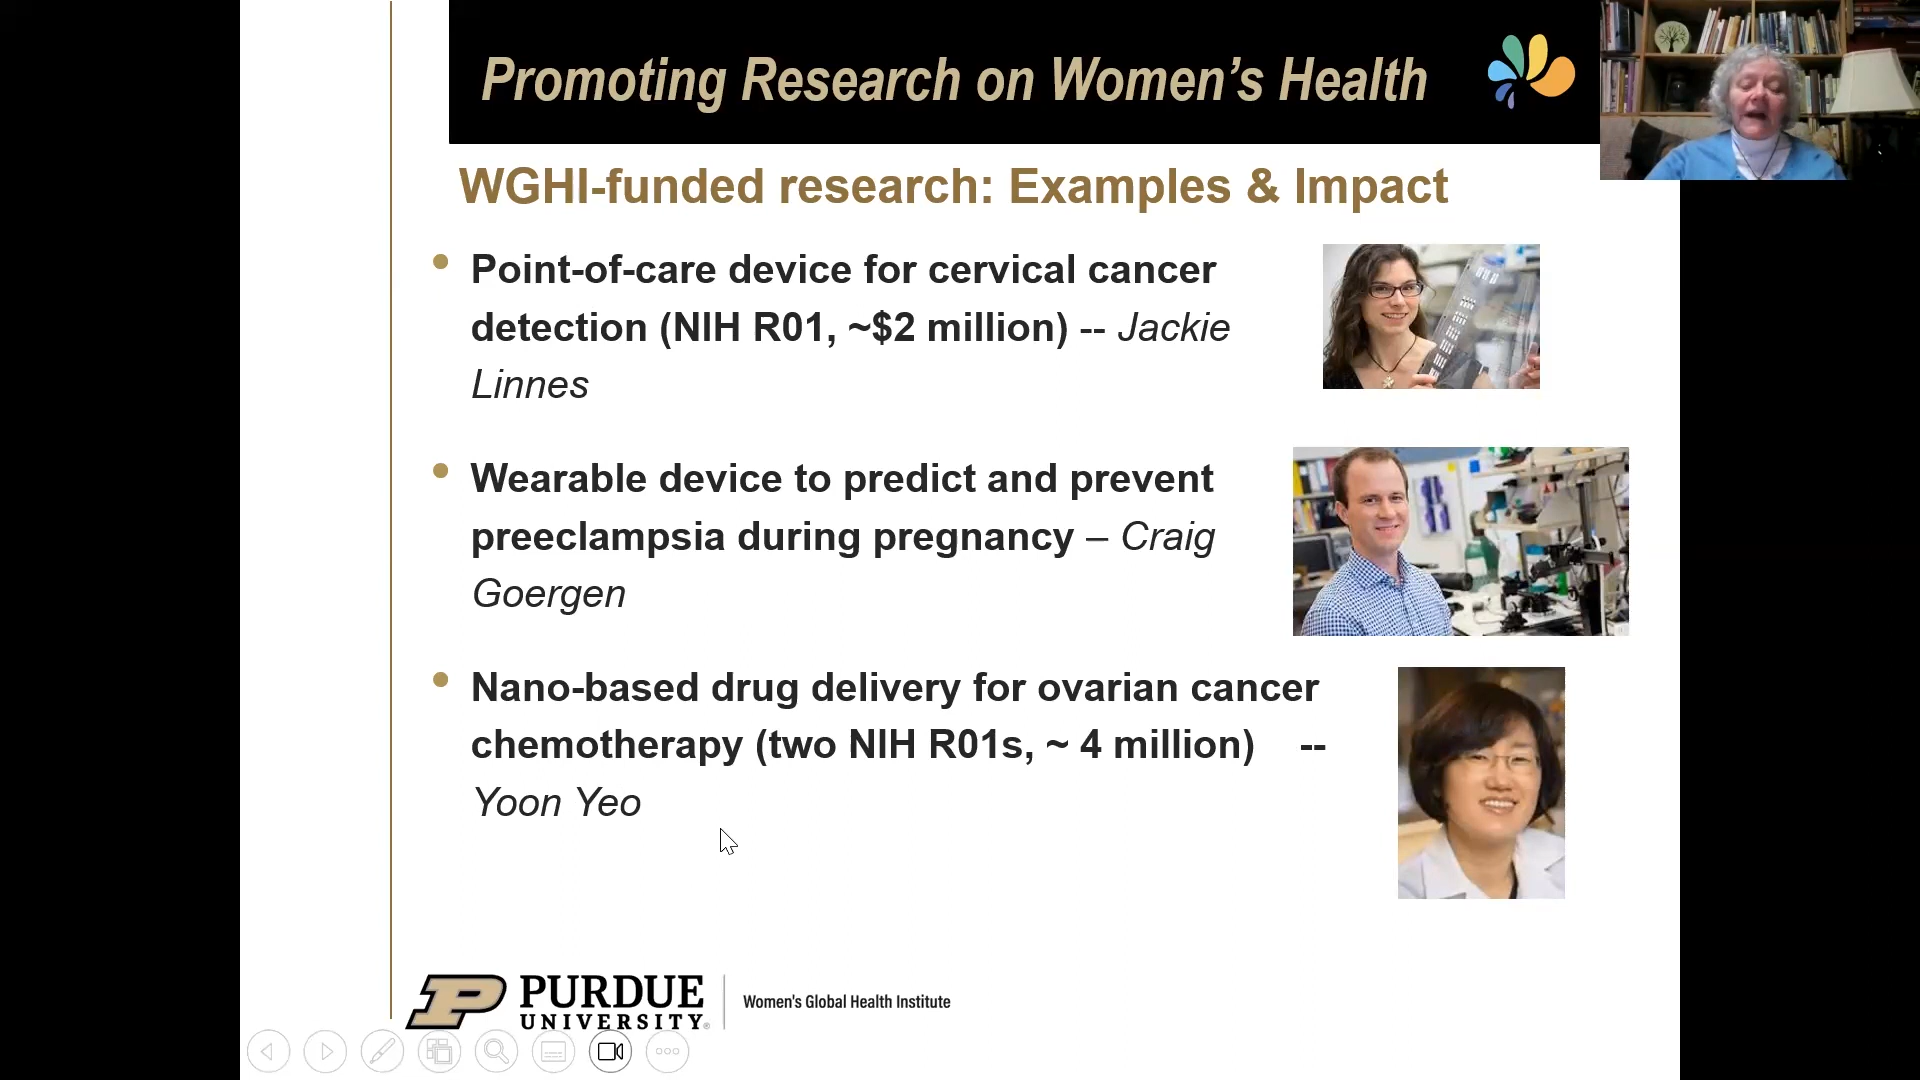 Promoting Research on Women’s Health
WGHI-funded research: Examples & Impact
• Point-of-care device for cervical cancer
detection (NIH R01, ~$2 million) -- Jackie
Linnes
• Wearable device to predict and prevent
preeclampsia during pregnancy – Craig
Goergen
• Nano-based drug delivery for ovarian cancer
chemotherapy (two NIH R01s, ~ 4 million) --
Yoon Yeo
P PURDUE
UNIVERSITY®
Women's Global Health Institute